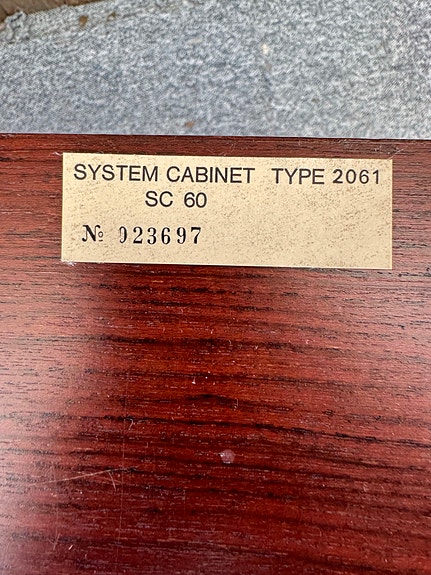 SYSTEM CABINET TYPE 2061
SC 60
№ 023697